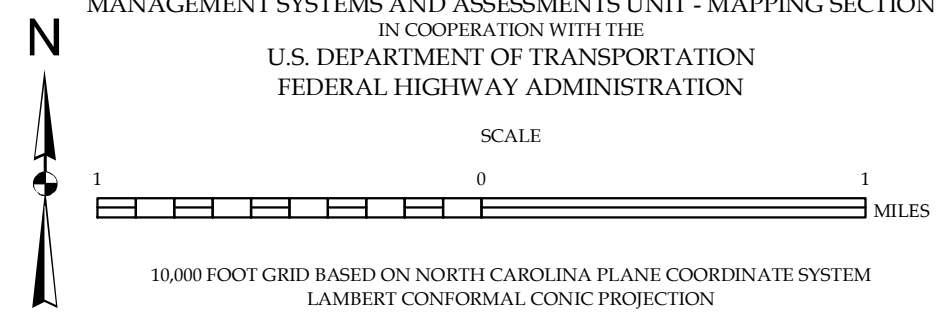 MANAGEMENT SYSTEMS AND ASSESSMENTS UNIT - MAPPING SECTION
IN COOPERATION WITH THE
U.S. DEPARTMENT OF TRANSPORTATION
FEDERAL HIGHWAY ADMINISTRATION
N
SCALE
1 0 1
MILES
10,000 FOOT GRID BASED ON NORTH CAROLINA PLANE COORDINATE SYSTEM
LAMBERT CONFORMAL CONIC PROJECTION